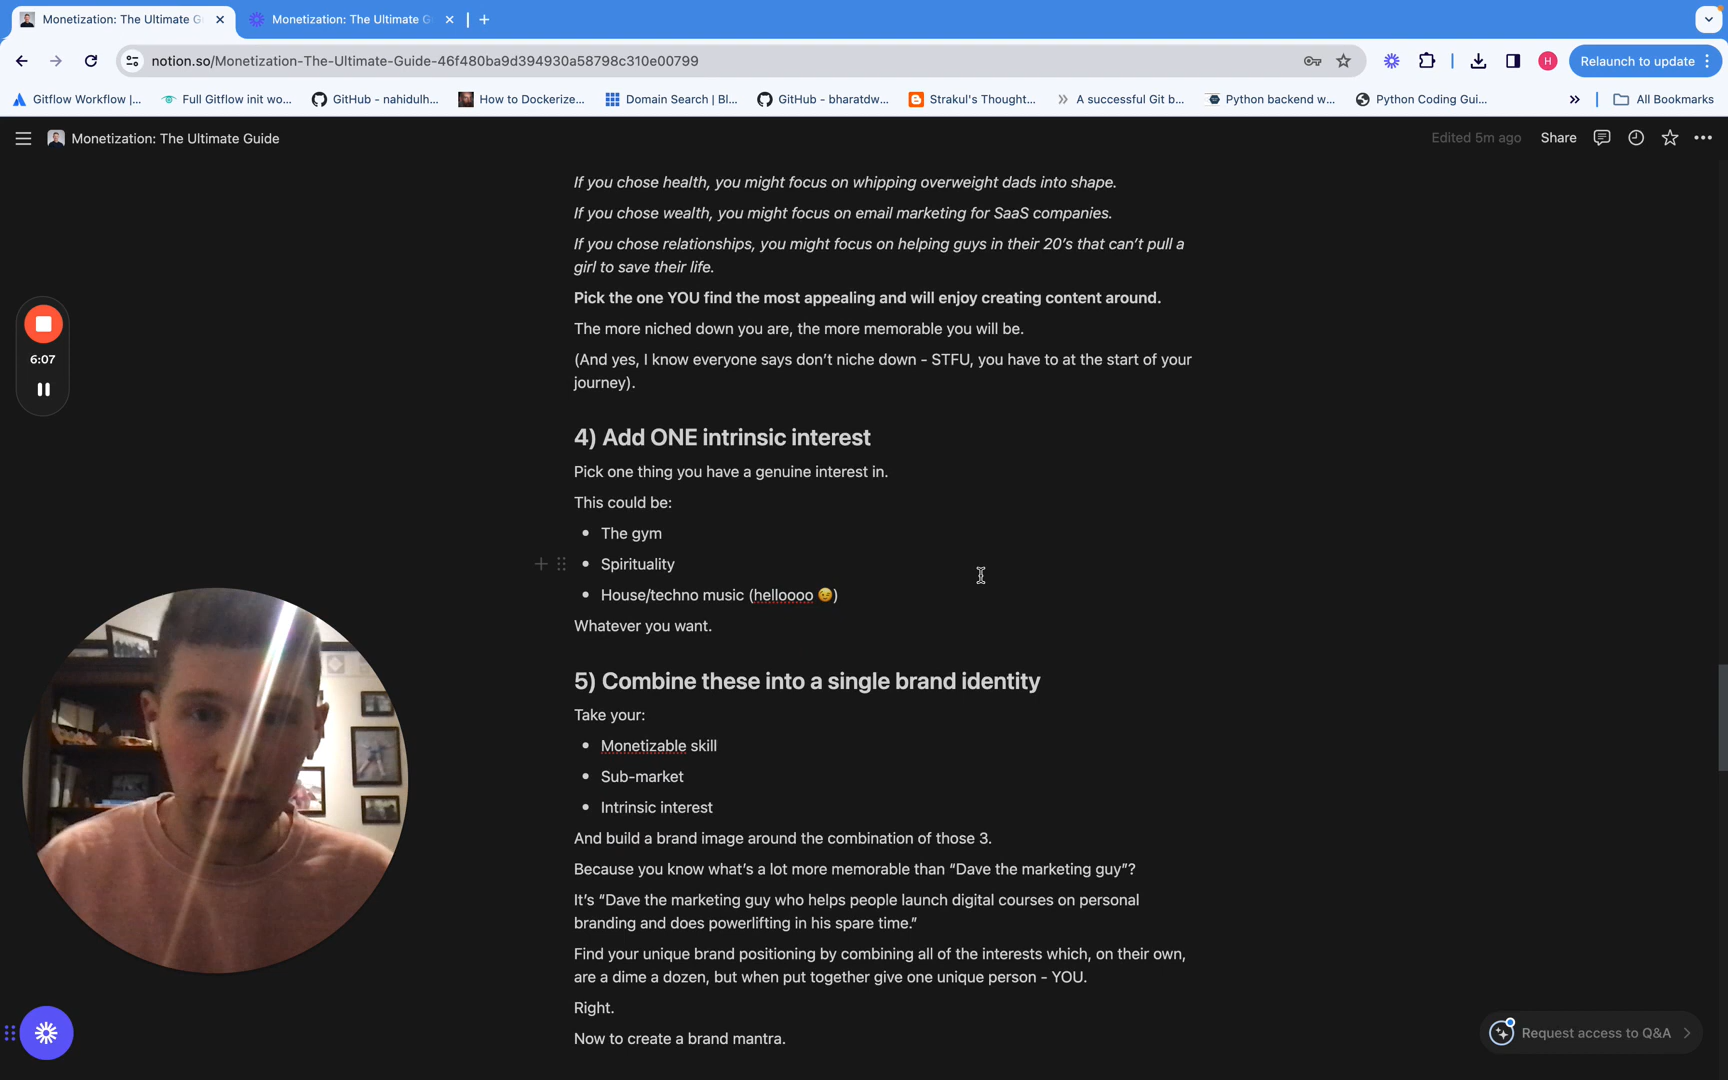 Monetization: The Ultimate G
Monetization: The Ultimate G
notion.so/Monetization-The-Ultimate-Guide-46f480ba9d394930a58798c310e00799
H
Relaunch to update
Gitflow Workflow |...
Full Gitflow init wo...
GitHub - nahidulh...
How to Dockerize...
Domain Search | Bl...
GitHub - bharatdw...
Strakul's Thought...
A successful Git b...
Python backend w...
Python Coding Gui...
All Bookmarks
Monetization: The Ultimate Guide
Edited 5m ago
Share
If you chose health, you might focus on whipping overweight dads into shape.
If you chose wealth, you might focus on email marketing for SaaS companies.
If you chose relationships, you might focus on helping guys in their 20's that can't pull a
girl to save their life.
Pick the one YOU find the most appealing and will enjoy creating content around.
The more niched down you are, the more memorable you will be.
(And yes, I know everyone says don't niche down - STFU, you have to at the start of your
journey).
6:07
4) Add ONE intrinsic interest
Pick one thing you have a genuine interest in.
This could be:
• The gym
• Spirituality
• House/techno music (helloooo 😉)
Whatever you want.
5) Combine these into a single brand identity
Take your:
• Monetizable skill
• Sub-market
• Intrinsic interest
And build a brand image around the combination of those 3.
Because you know what's a lot more memorable than “Dave the marketing guy”?
It's “Dave the marketing guy who helps people launch digital courses on personal
branding and does powerlifting in his spare time.”
Find your unique brand positioning by combining all of the interests which, on their own,
are a dime a dozen, but when put together give one unique person - YOU.
Right.
Now to create a brand mantra.
Request access to Q&A